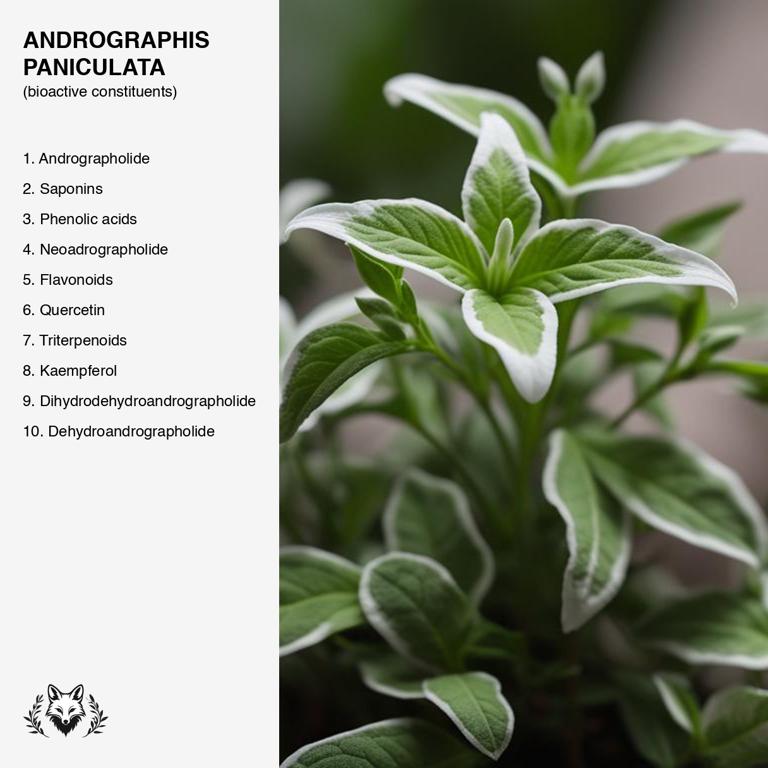 ANDROGRAPHIS
PANICULATA
(bioactive constituents)
1. Andrographolide
2. Saponins
3. Phenolic acids
4. Neoadrographolide
5. Flavonoids
6. Quercetin
7. Triterpenoids
8. Kaempferol
9. Dihydrodehydroandrographolide
10. Dehydroandrographolide